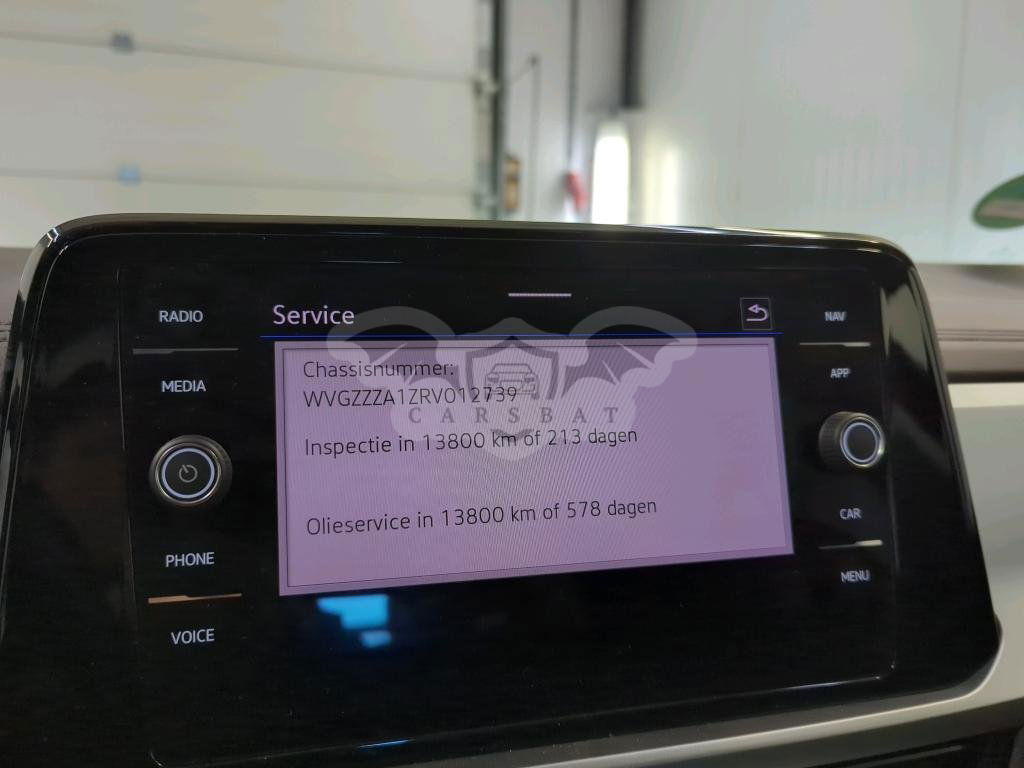 RADIO
MEDIA
PHONE
VOICE
Service
Chassisnummer:
WVGZZZA1ZRV012739
CARSBAT
Inspectie in 13800 km of 213 dagen
Olieservice in 13800 km of 578 dagen
NAV
APP
CAR
MENU